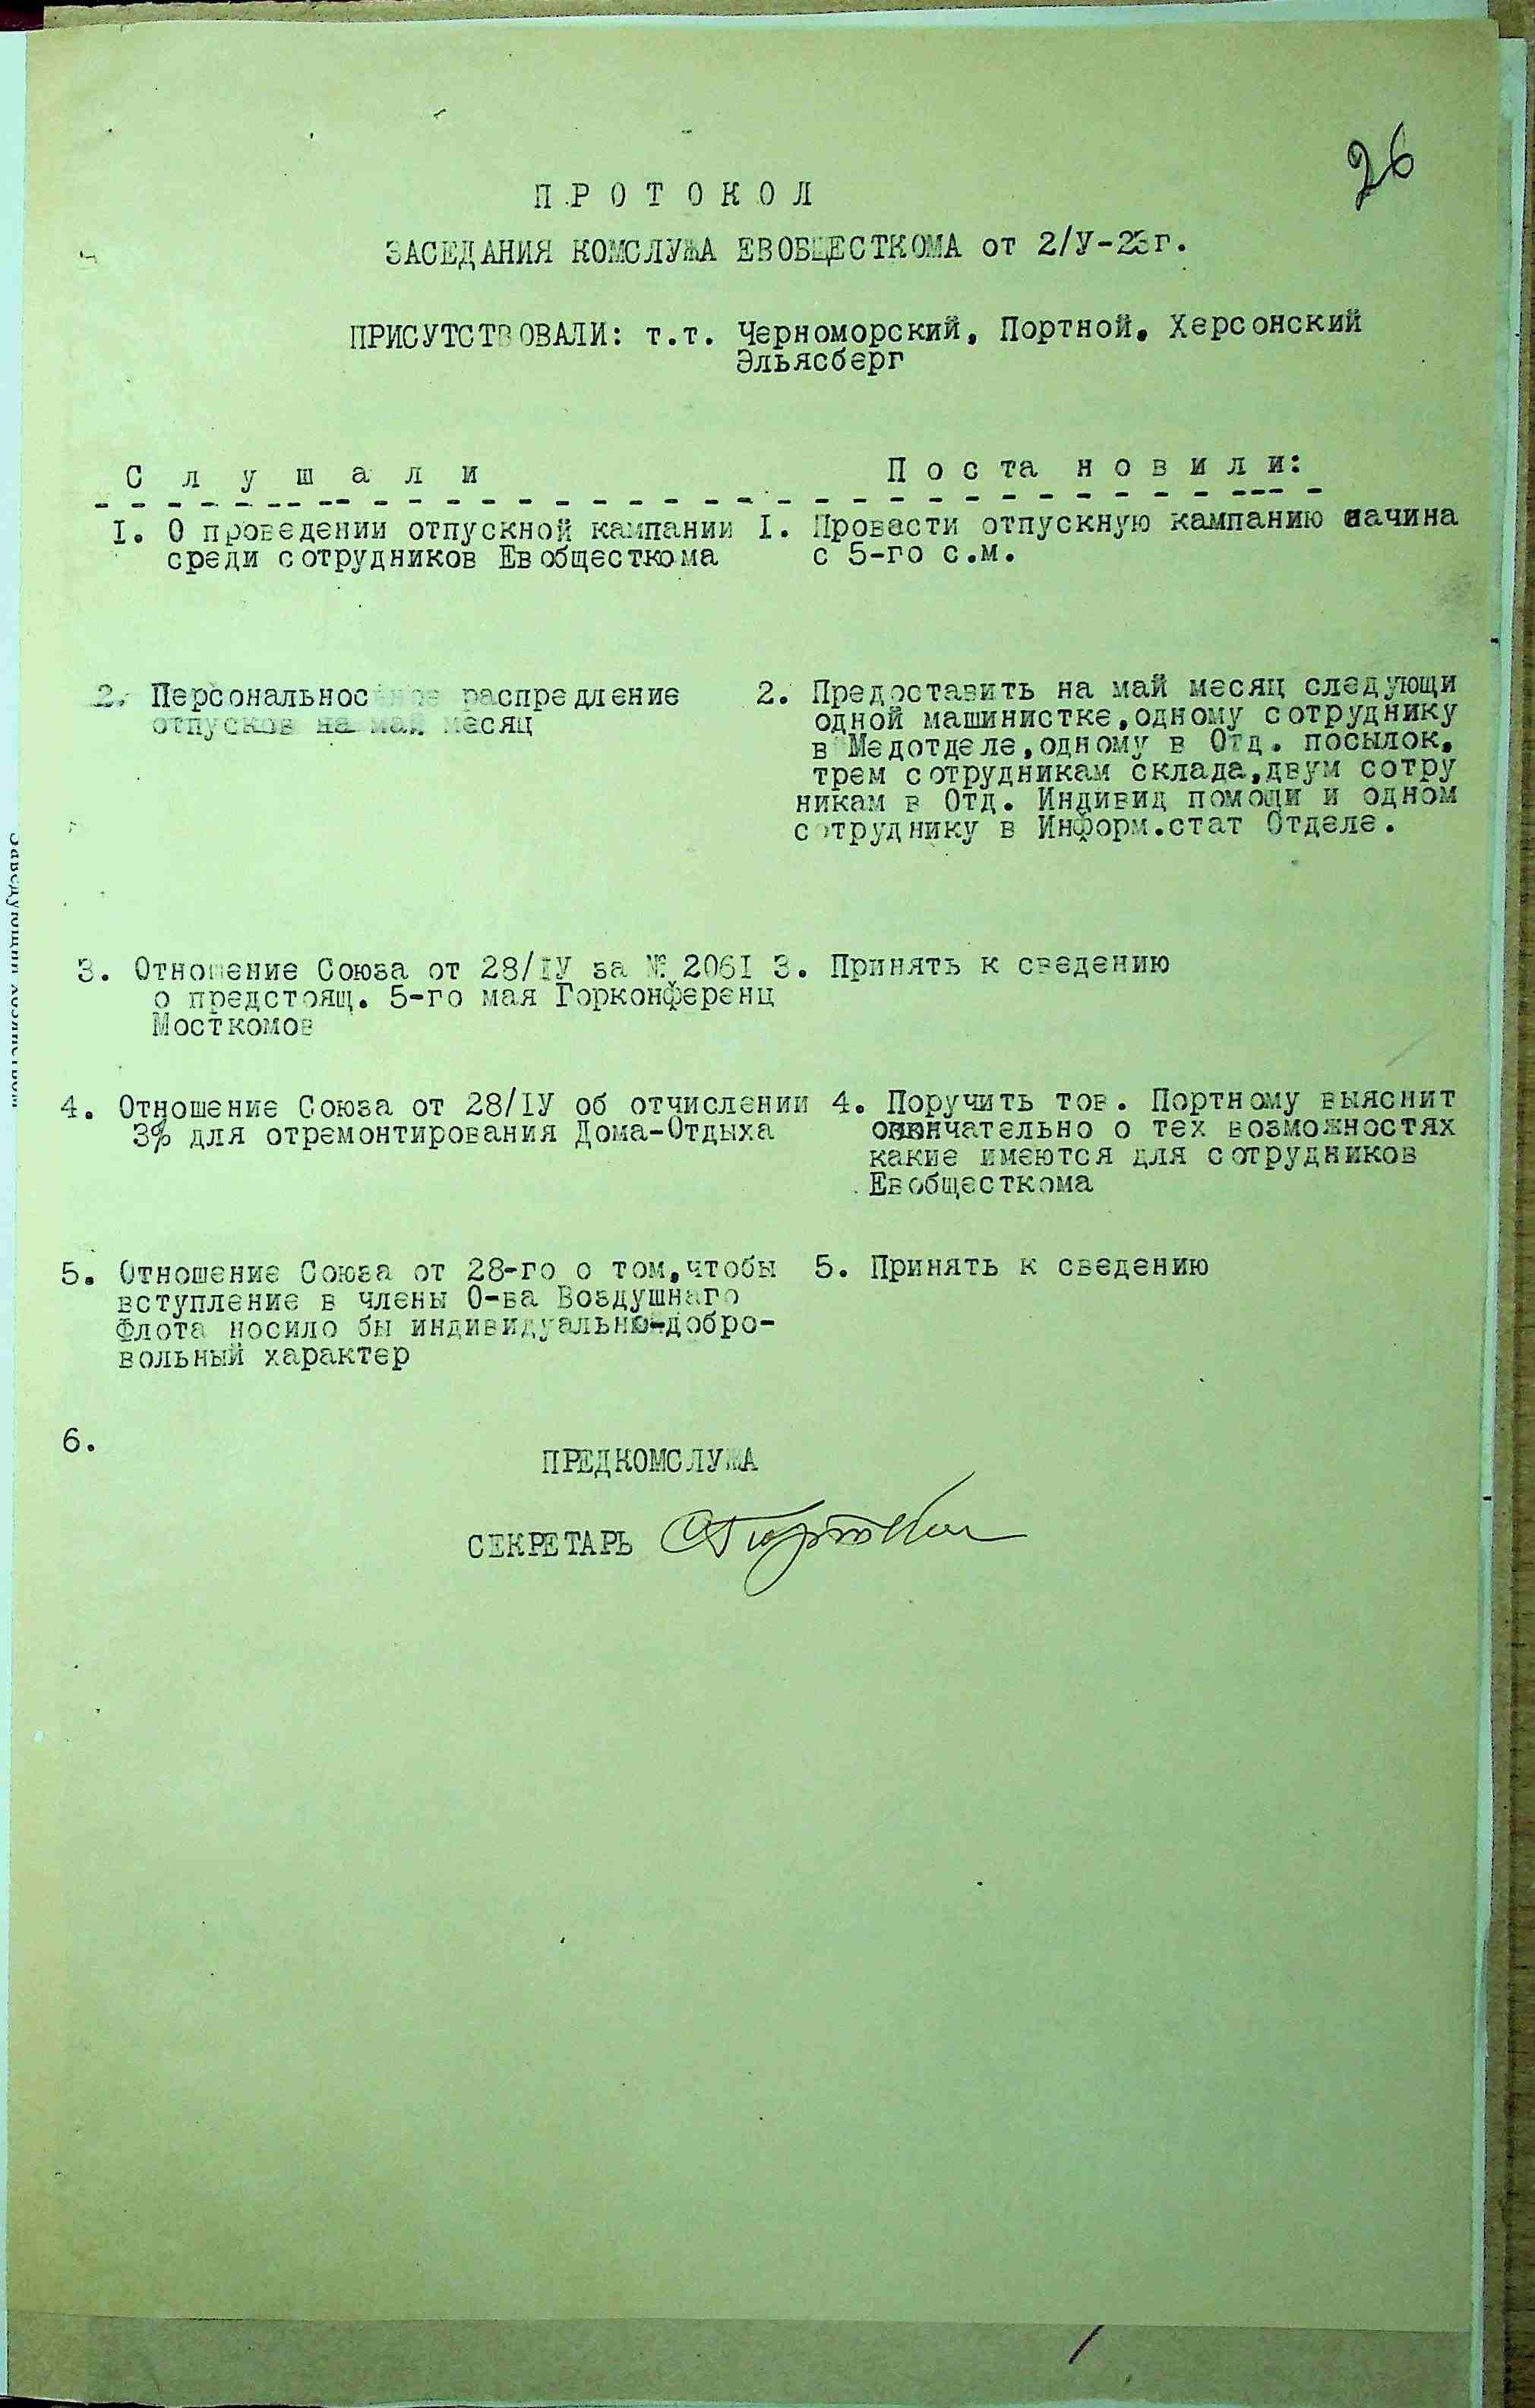 26
П Р О Т О К О Л
ЗАСЕДАНИЯ КОМСЛУЖА ЕВОБЩЕСТКОМА от 2/У-23г.
ПРИСУТСТВОВАЛИ: т.т. Черноморский, Портной, Херсонский
Эльясберг
С л у ш а л и
I. О проведении отпускной кампании
среди сотрудников Евобщесткома
2. Персональное распредление
отпусков на май месяц
3. Отношение Союза от 28/IУ за № 206I
о предстоящ. 5-го мая Горконференц
Мосткомов
4. Отношение Союза от 28/IУ об отчислении
3% для отремонтирования Дома-Отдыха
5. Отношение Союза от 28-го о том,чтобы
вступление в члены О-ва Воздушнаго
Флота носило бы индивидуально-добро-
вольный характер
6.
П о с та н о в и л и:
I. Провасти отпускную кампанию начина
с 5-го с.м.
2. Предоставить на май месяц следующи
одной машинистке,одному сотруднику
в Медотделе,одному в Отд. посылок,
трем сотрудникам склада,двум сотру
никам в Отд. Индивид помощи и одном
сотруднику в Информ.стат Отделе.
3. Принять к сведению
4. Поручить тов. Портному выяснит
о тех возможностях
какие имеются для сотрудников
Евобщесткома
5. Принять к сведению
ПРЕДКОМСЛУЖА
СЕКРЕТАРЬ